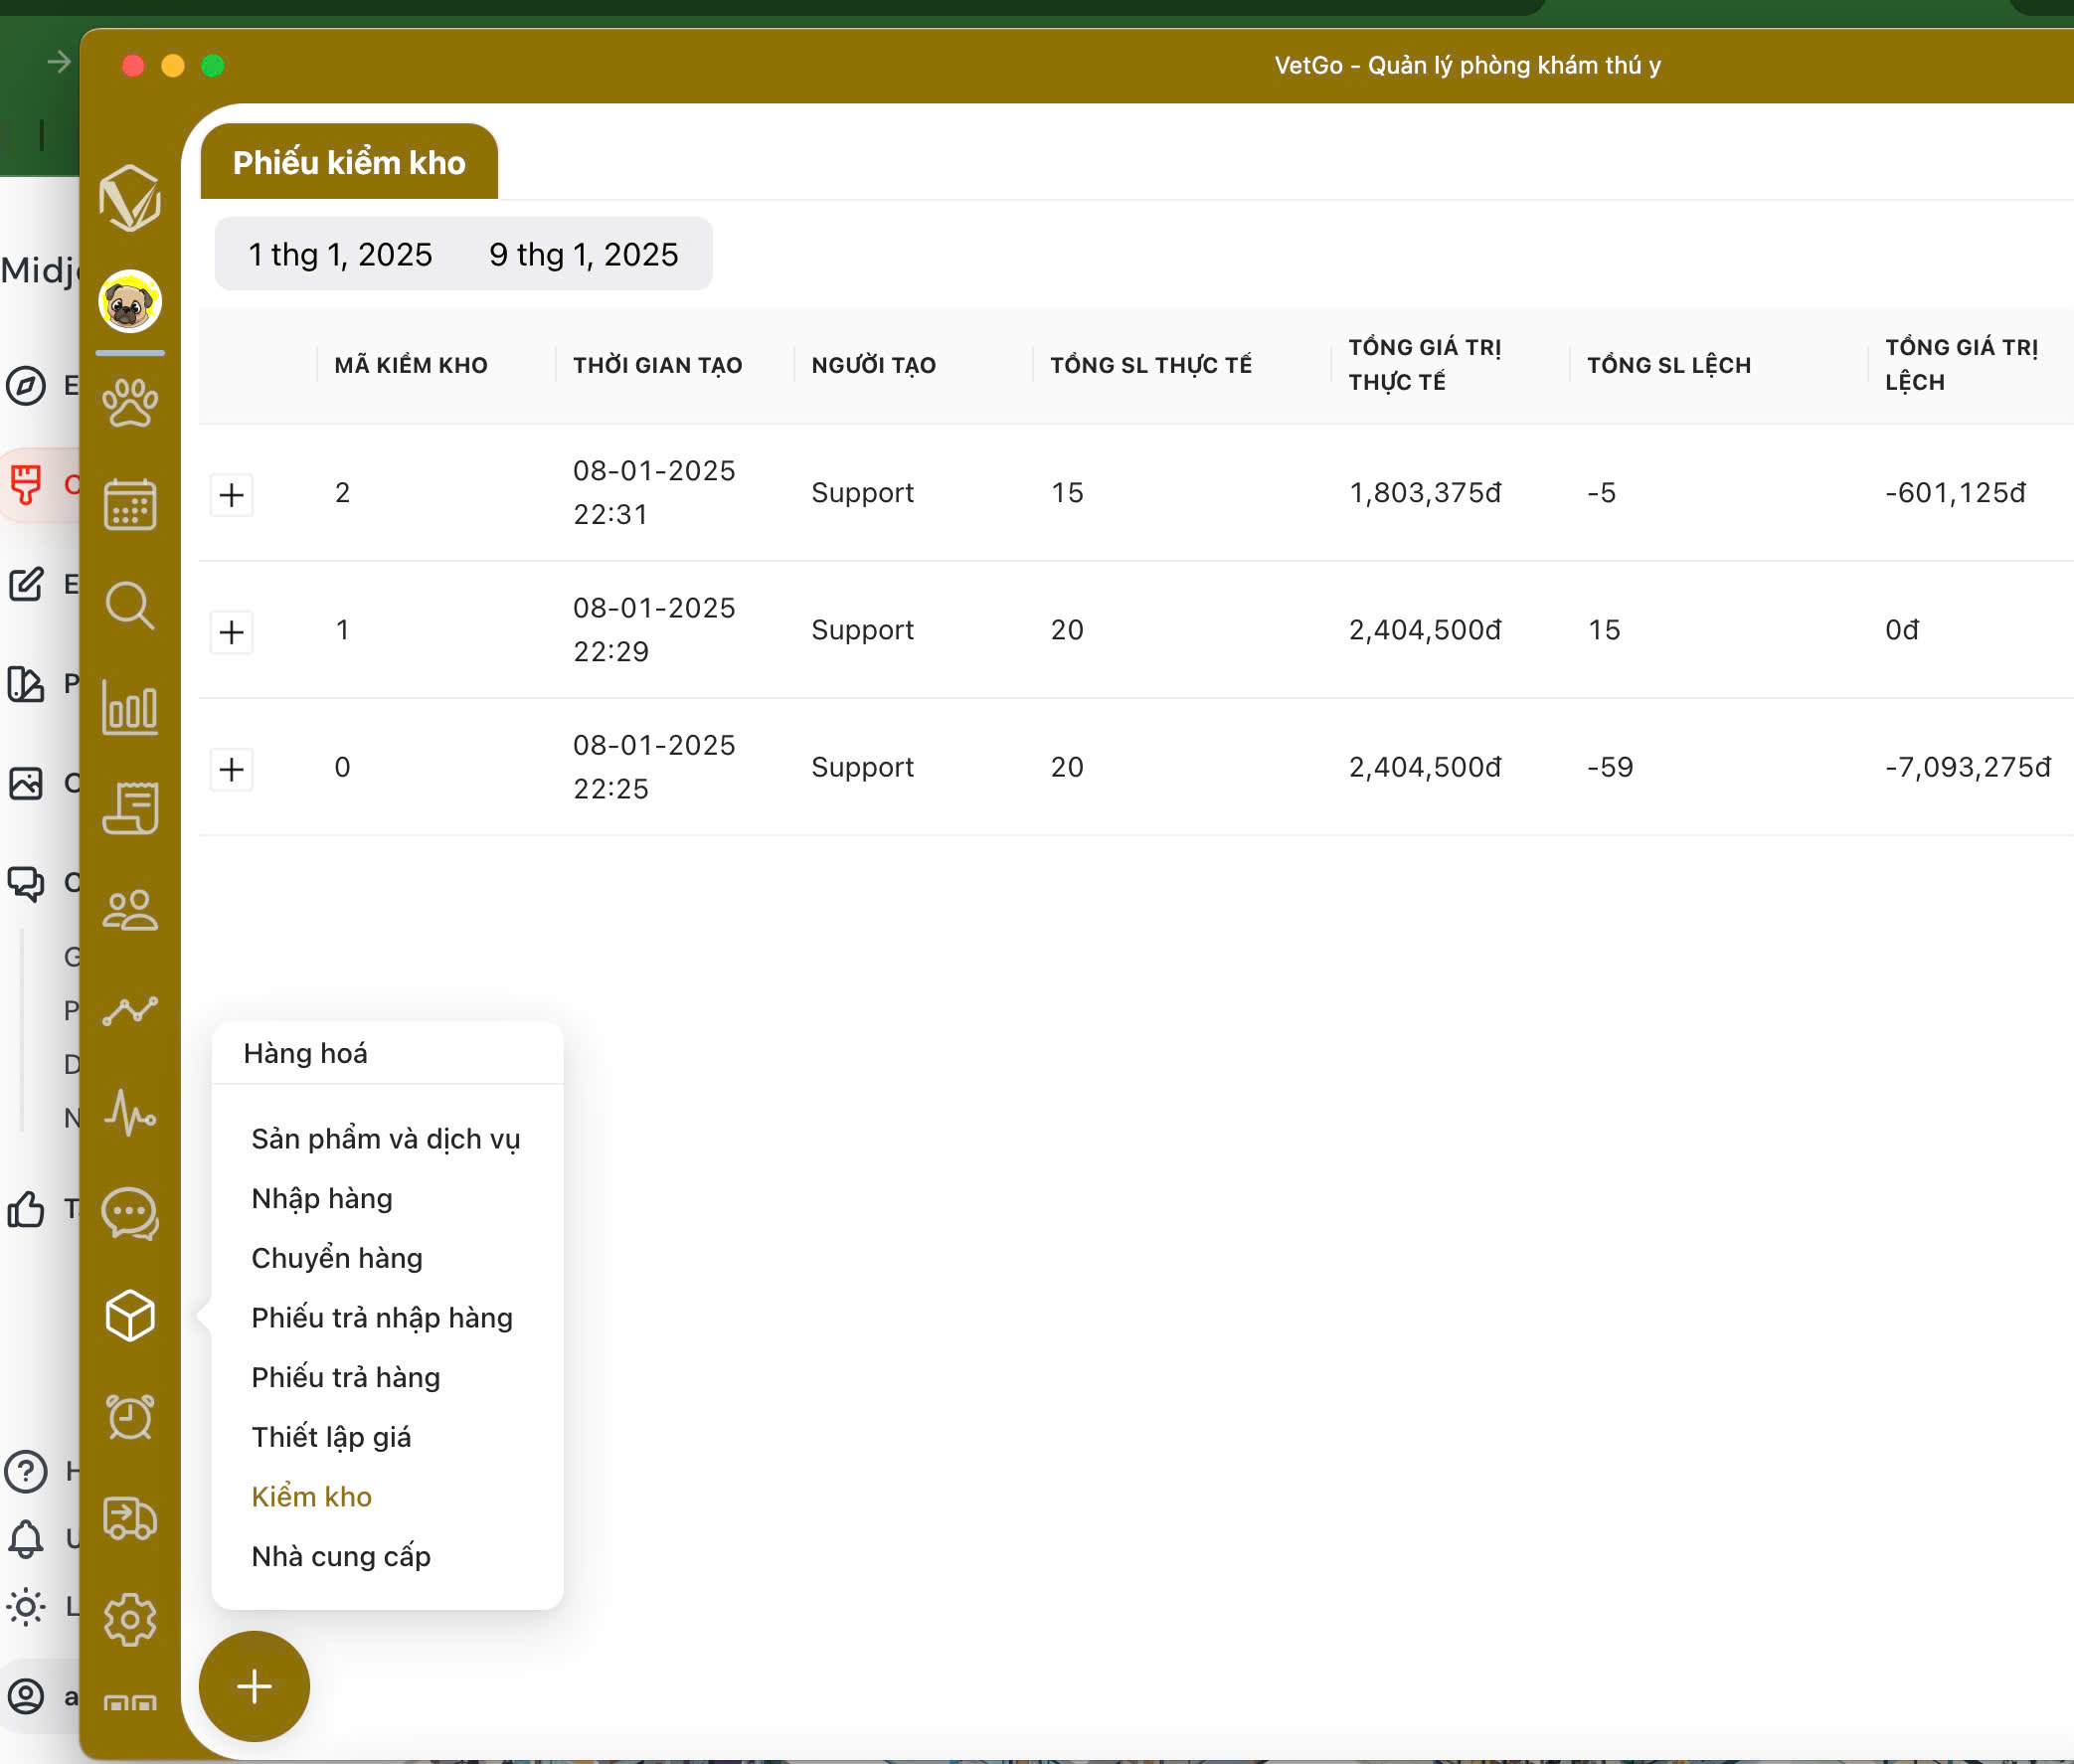 VetGo - Quản lý phòng khám thú y
Phiếu kiểm kho
1 thg 1, 2025 9 thg 1, 2025
MÃ KIỂM KHO THỜI GIAN TẠO NGƯỜI TẠO TỔNG SL THỰC TẾ TỔNG GIÁ TRỊ THỰC TẾ TỔNG SL LỆCH TỔNG GIÁ TRỊ LỆCH
2 08-01-2025 22:31 Support 15 1,803,375đ -5 -601,125đ
1 08-01-2025 22:29 Support 20 2,404,500đ 15 0đ
0 08-01-2025 22:25 Support 20 2,404,500đ -59 -7,093,275đ
Hàng hoá
Sản phẩm và dịch vụ
Nhập hàng
Chuyển hàng
Phiếu trả nhập hàng
Phiếu trả hàng
Thiết lập giá
Kiểm kho
Nhà cung cấp